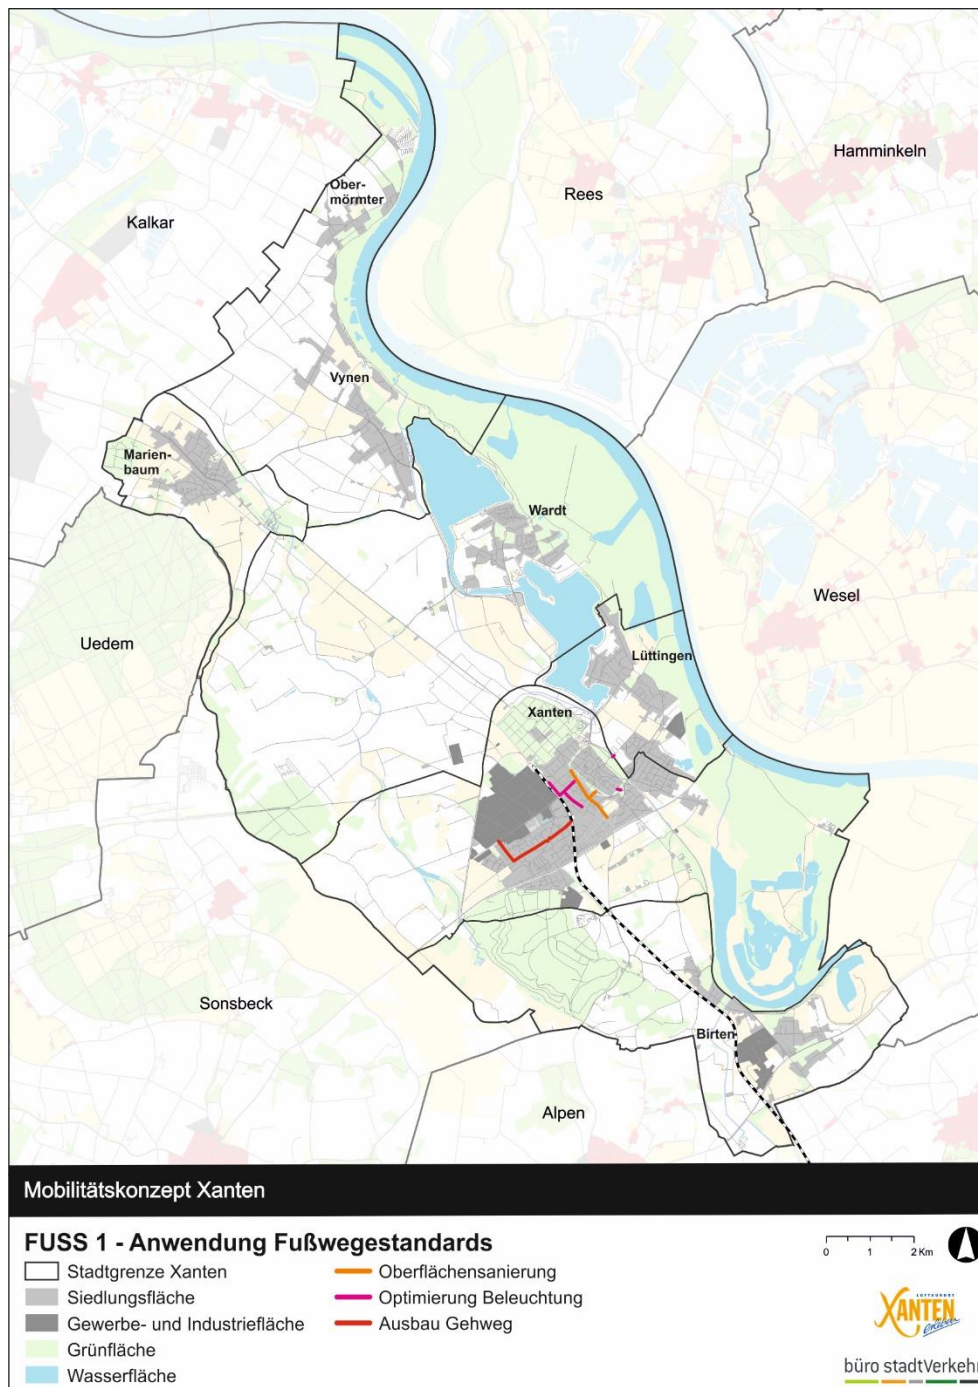 Hamminkeln
Rees
Ober-
mörmter
Kalkar
Vynen
Marien-
baum
Wardt
Wesel
Uedem
Lüttingen
Xanten
Sonsbeck
Birten
Alpen
Mobilitätskonzept Xanten
FUSS 1 - Anwendung Fußwegestandards
Stadtgrenze Xanten
Siedlungsfläche
Gewerbe- und Industriefläche
Grünfläche
Wasserfläche
Oberflächensanierung
Optimierung Beleuchtung
Ausbau Gehweg
0 1 2 Km
LUFTKURORT
XANTEN
erleben
büro stadtVerkehr